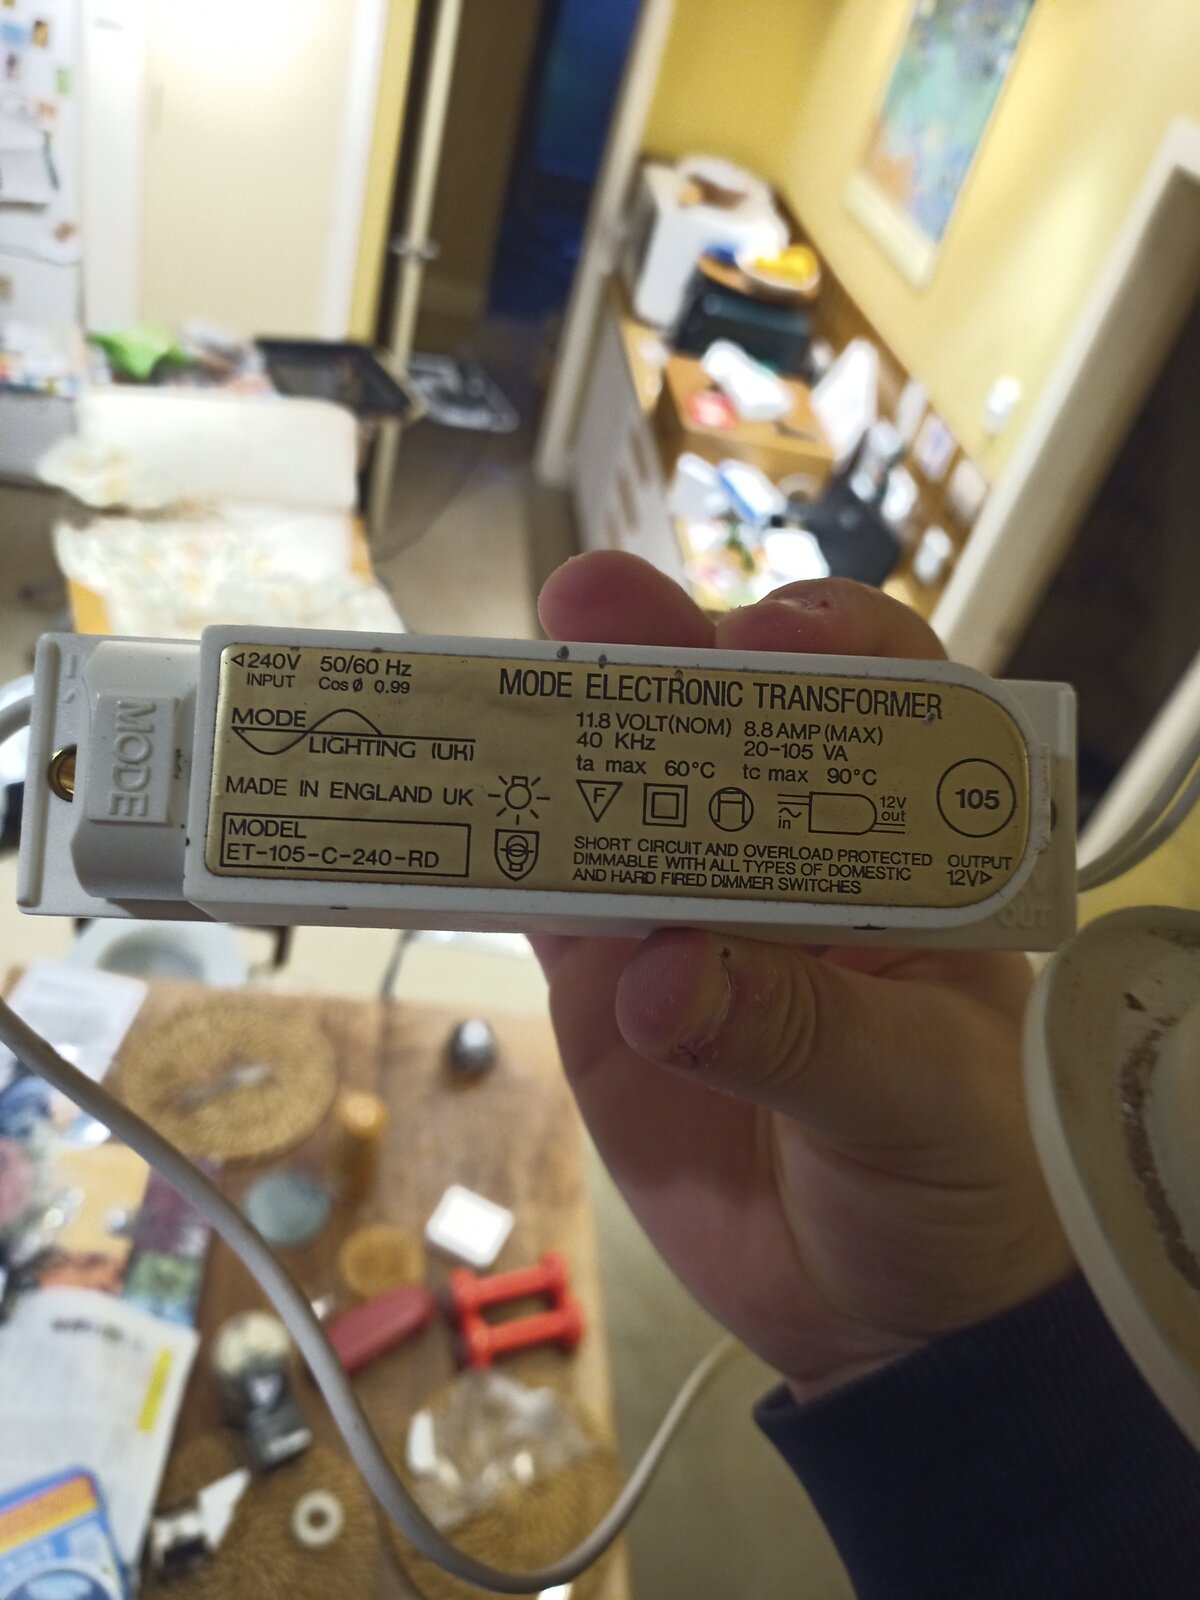 ◁240V 50/60 Hz
INPUT Cos ø 0.99
MODE
LIGHTING (UK)
MADE IN ENGLAND UK
MODEL
ET-105-C-240-RD
MODE ELECTRONIC TRANSFORMER
11.8 VOLT(NOM) 8.8 AMP (MAX)
40 KHz 20-105 VA
ta max 60°C tc max 90°C
F
in
12V
out
105
SHORT CIRCUIT AND OVERLOAD PROTECTED
DIMMABLE WITH ALL TYPES OF DOMESTIC
AND HARD FIRED DIMMER SWITCHES
OUTPUT
12V▷
MODE
OUT